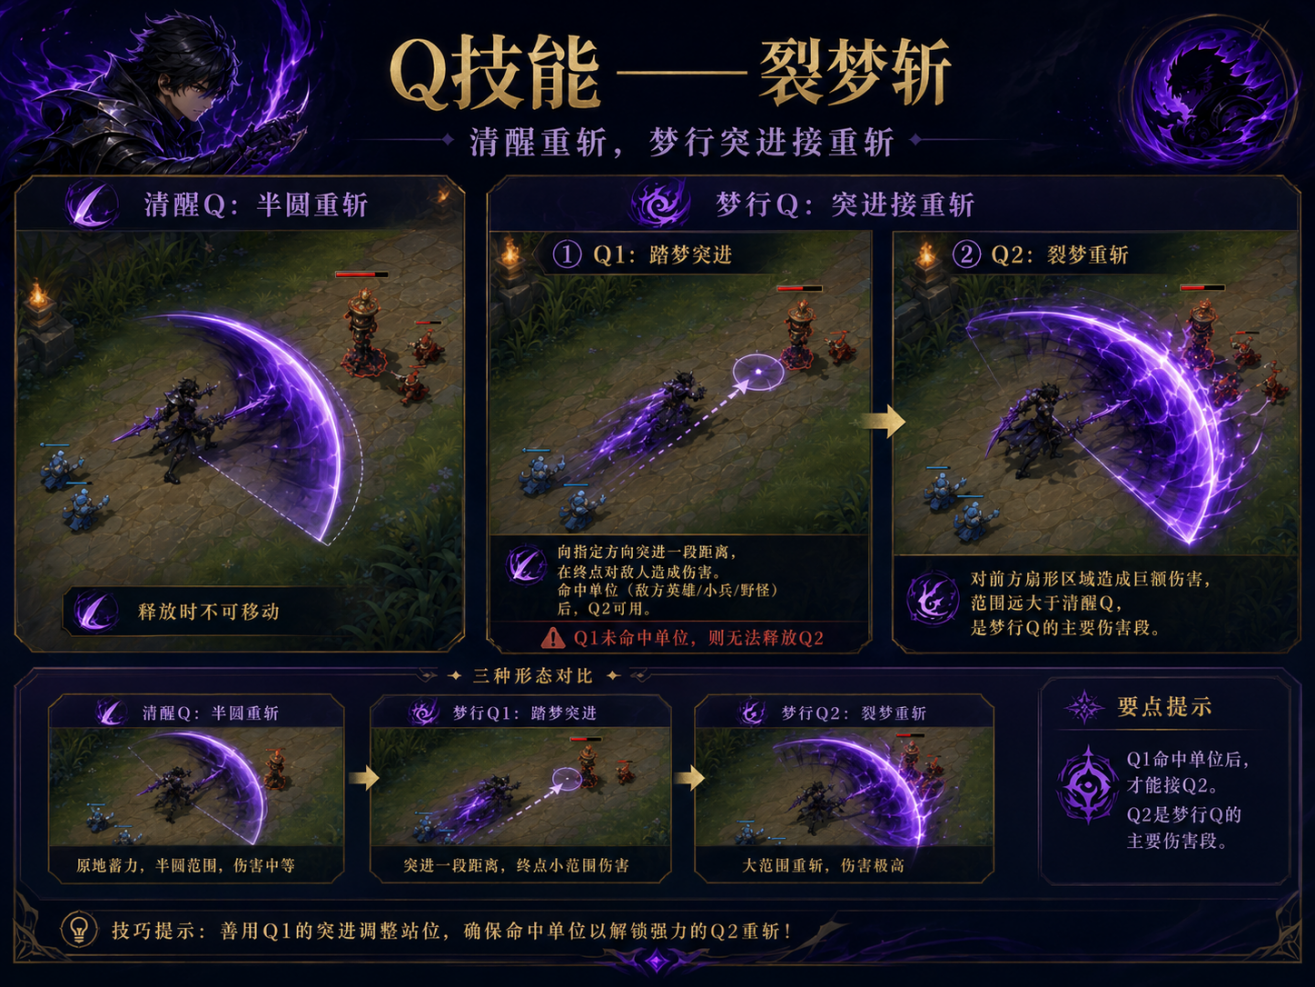 Q技能——裂梦斩
清醒重斩，梦行突进接重斩
清醒Q：半圆重斩
释放时不可移动
梦行Q：突进接重斩
① Q1：踏梦突进
向指定方向突进一段距离，
在终点对敌人造成伤害。
命中单位（敌方英雄/小兵/野怪）
后，Q2可用。
Q1未命中单位，则无法释放Q2
② Q2：裂梦重斩
对前方扇形区域造成巨额伤害，
范围远大于清醒Q，
是梦行Q的主要伤害段。
三种形态对比
清醒Q：半圆重斩
原地蓄力，半圆范围，伤害中等
梦行Q1：踏梦突进
突进一段距离，终点小范围伤害
梦行Q2：裂梦重斩
大范围重斩，伤害极高
要点提示
Q1命中单位后，
才能接Q2。
Q2是梦行Q的
主要伤害段。
技巧提示：善用Q1的突进调整站位，确保命中单位以解锁强力的Q2重斩！